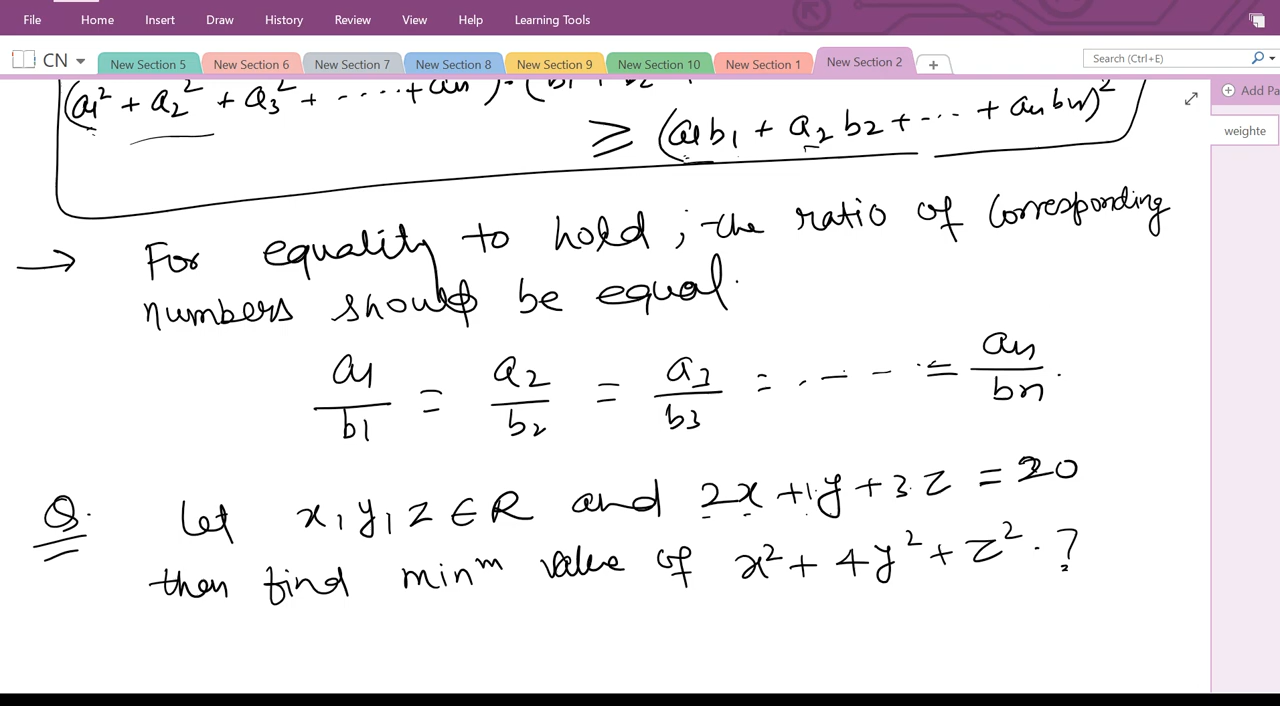 File Home Insert Draw History Review View Help Learning Tools
CN New Section 5 New Section 6 New Section 7 New Section 8 New Section 9 New Section 10 New Section 1 New Section 2 Search (Ctrl+E)
Add Pa
weighte
(a1² + a2² + a3² + ..... + an²) · (b1² + b2² +
≥ (a1b1 + a2b2 + ... + anbn)²
→ For equality to hold ; the ratio of corresponding
numbers should be equal.
a1/b1 = a2/b2 = a3/b3 = . - - . = an/bn .
Q. Let x, y, z ∈ R and 2x + 1y + 3z = 20
then find minᵐ value of x² + 4y² + z² . ?